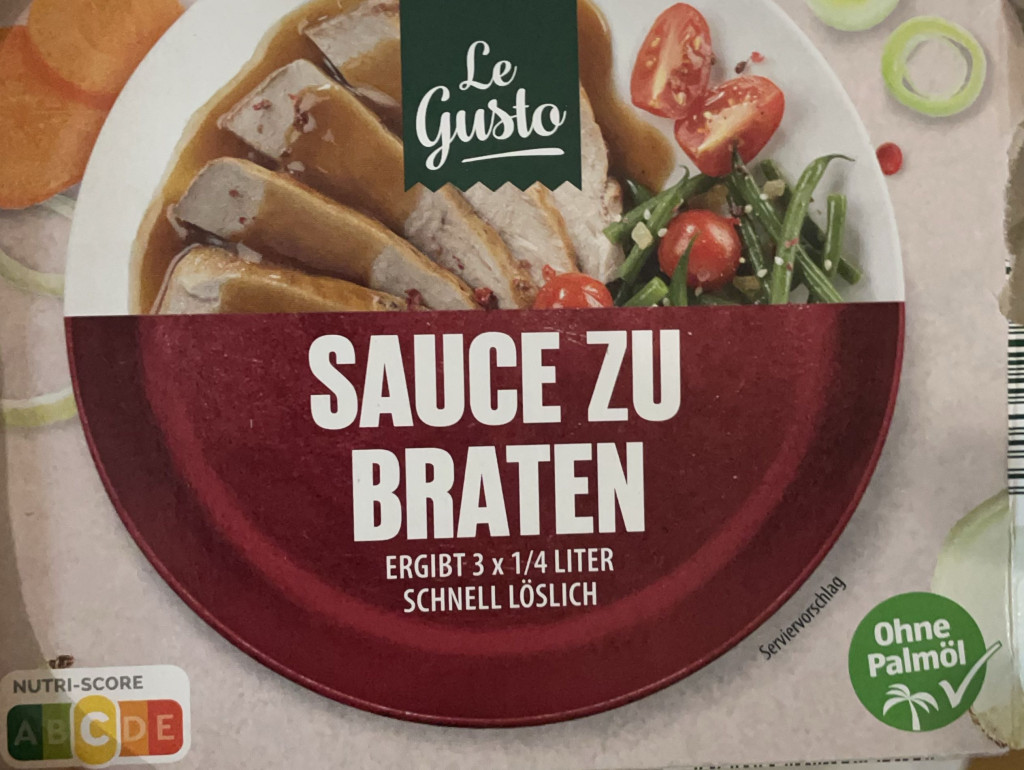 Le
Gusto
SAUCE ZU
BRATEN
ERGIBT 3 x 1/4 LITER
SCHNELL LÖSLICH
Serviervorschlag
Ohne
Palmöl
NUTRI-SCORE
A B C D E